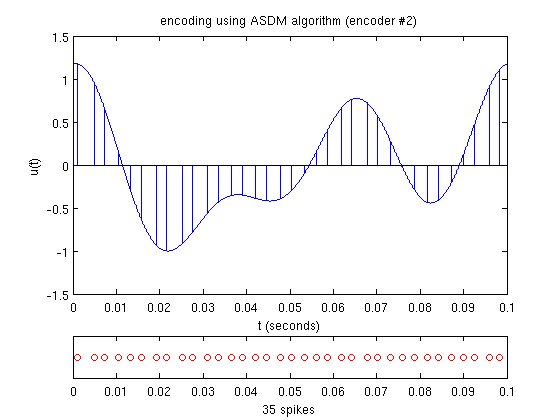 encoding using ASDM algorithm (encoder #2)
1.5
1
0.5
0
-0.5
-1
-1.5
u(t)
0 0.01 0.02 0.03 0.04 0.05 0.06 0.07 0.08 0.09 0.1
t (seconds)
0 0.01 0.02 0.03 0.04 0.05 0.06 0.07 0.08 0.09 0.1
35 spikes